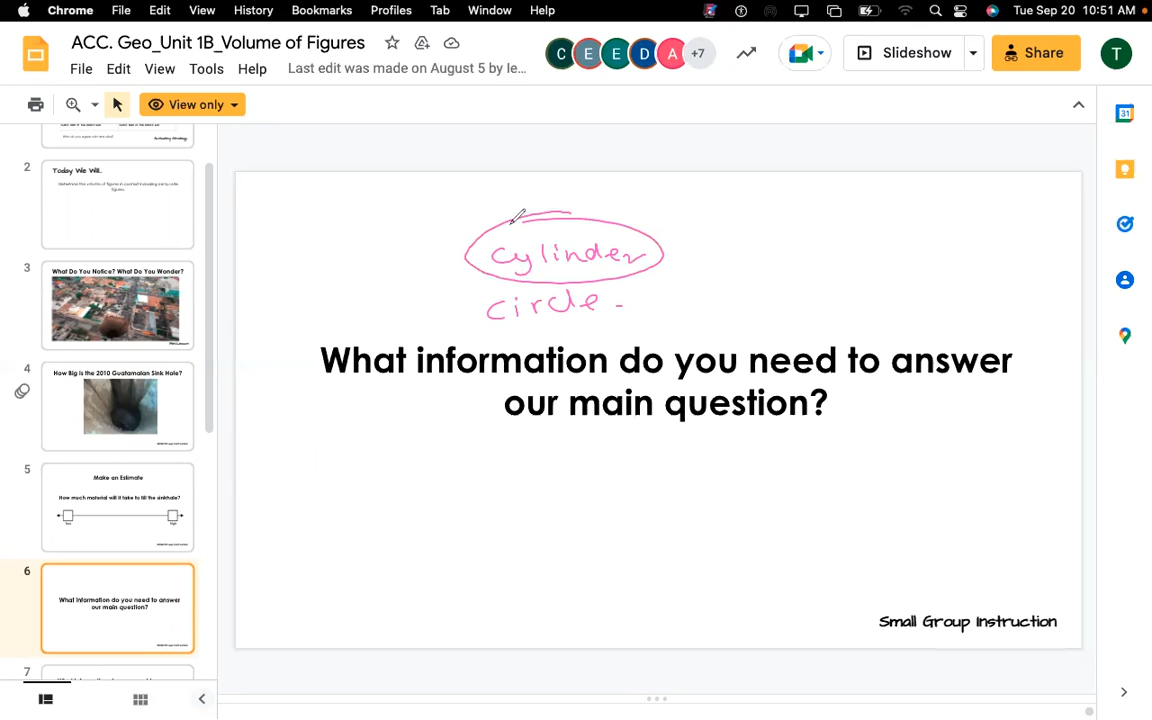 Chrome File Edit View History Bookmarks Profiles Tab Window Help Tue Sep 20 10:51 AM
ACC. Geo_Unit 1B_Volume of Figures
File Edit View Tools Help Last edit was made on August 5 by le...
C E E D A +7
Slideshow
Share
T
View only
31
2
Today We Will..
3
What Do You Notice? What Do You Wonder?
4
How Big is the 2010 Guatamalan Sink Hole?
5
Make an Estimate
How much material will it take to fill the sinkhole?
6
What information do you need to answer
our main question?
7
cylinder
circle -
What information do you need to answer
our main question?
Small Group Instruction